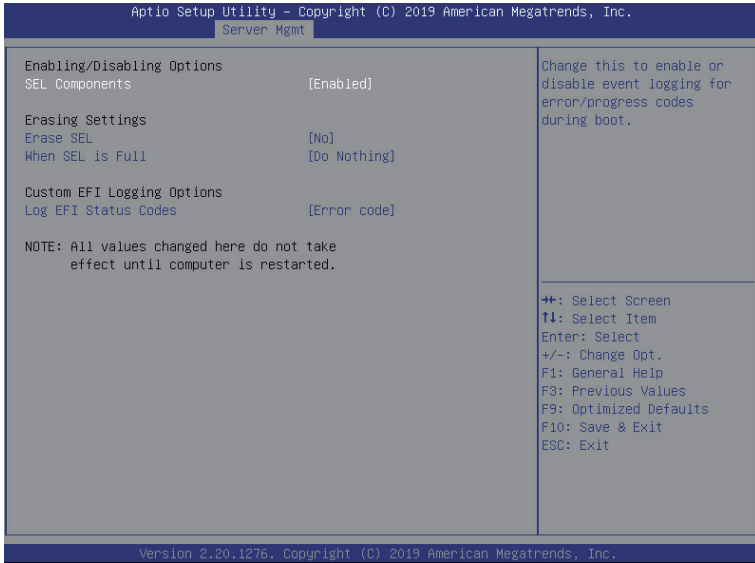 Aptio Setup Utility – Copyright (C) 2019 American Megatrends, Inc.
Server Mgmt
Enabling/Disabling Options
SEL Components [Enabled]
Erasing Settings
Erase SEL [No]
When SEL is Full [Do Nothing]
Custom EFI Logging Options
Log EFI Status Codes [Error code]
NOTE: All values changed here do not take
effect until computer is restarted.
Change this to enable or
disable event logging for
error/progress codes
during boot.
→←: Select Screen
↑↓: Select Item
Enter: Select
+/-: Change Opt.
F1: General Help
F3: Previous Values
F9: Optimized Defaults
F10: Save & Exit
ESC: Exit
Version 2.20.1276. Copyright (C) 2019 American Megatrends, Inc.